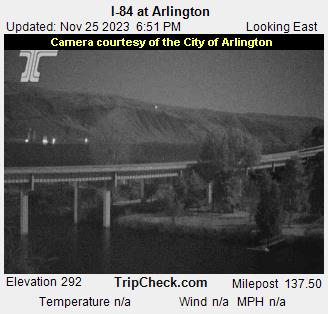 I-84 at Arlington
Updated: Nov 25 2023 6:51 PM Looking East
Camera courtesy of the City of Arlington
Elevation 292 TripCheck.com Milepost 137.50
Temperature n/a Wind n/a MPH n/a